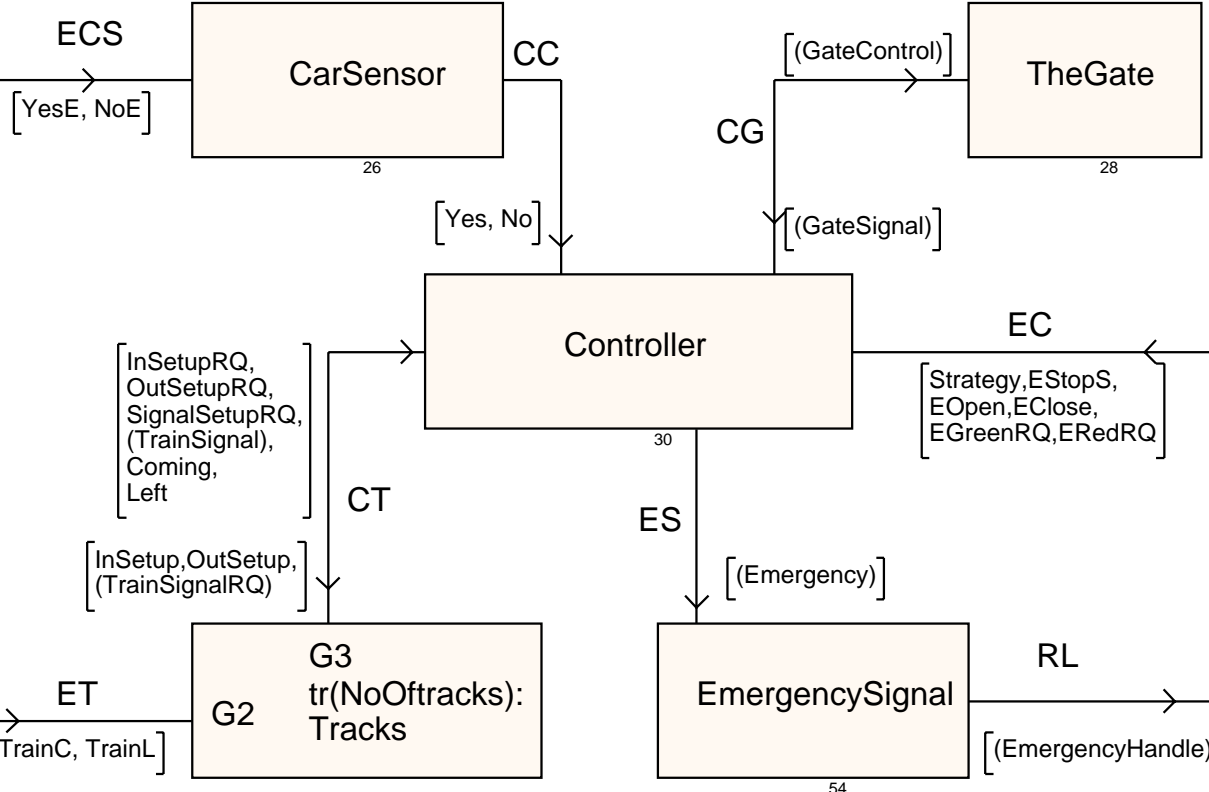 ECS
[YesE, NoE]
CarSensor
26
CC
[Yes, No]
[(GateControl)]
CG
[(GateSignal)]
TheGate
28
Controller
30
EC
[Strategy,EStopS,
EOpen,EClose,
EGreenRQ,ERedRQ]
[InSetupRQ,
OutSetupRQ,
SignalSetupRQ,
(TrainSignal),
Coming,
Left]
CT
[InSetup,OutSetup,
(TrainSignalRQ)]
ES
[(Emergency)]
ET
TrainC, TrainL]
G2
G3
tr(NoOftracks):
Tracks
EmergencySignal
54
RL
[(EmergencyHandle)